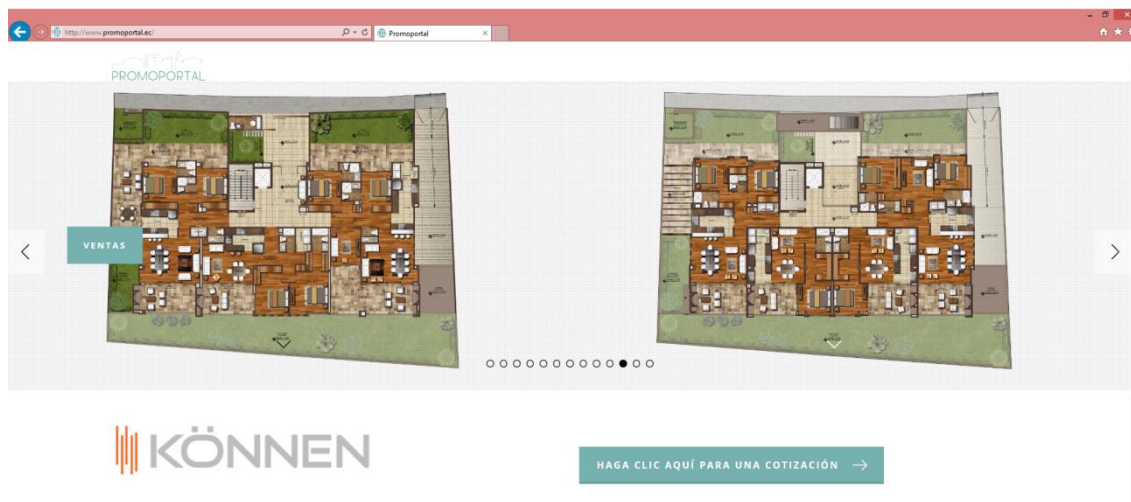 http://www.promoportal.ec/
Promoportal
PROMOPORTAL
VENTAS
KÖNNEN
HAGA CLIC AQUÍ PARA UNA COTIZACIÓN